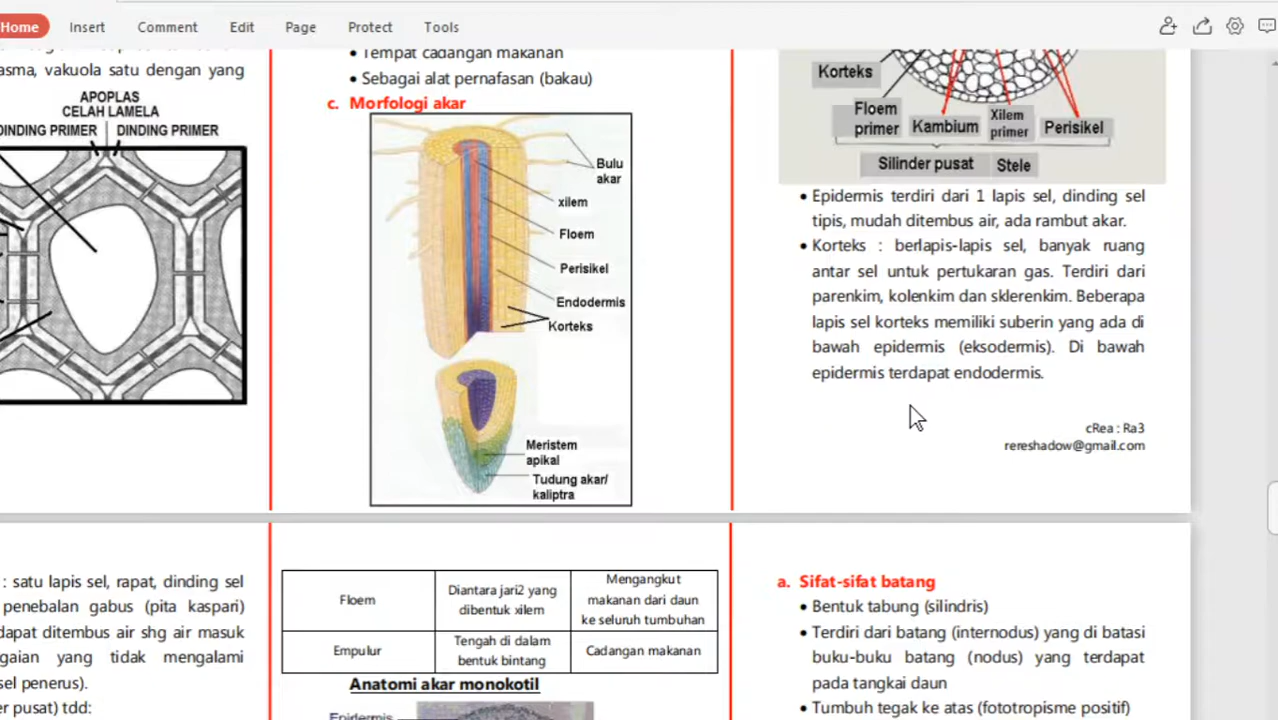 Home Insert Comment Edit Page Protect Tools
asma, vakuola satu dengan yang
APOPLAS
CELAH LAMELA
DINDING PRIMER DINDING PRIMER
• Tempat cadangan makanan
• Sebagai alat pernafasan (bakau)
c. Morfologi akar
Bulu
akar
xilem
Floem
Perisikel
Endodermis
Korteks
Meristem
apikal
Tudung akar/
kaliptra
Korteks
Floem
primer
Kambium
Xilem
primer
Perisikel
Silinder pusat
Stele
• Epidermis terdiri dari 1 lapis sel, dinding sel
tipis, mudah ditembus air, ada rambut akar.
• Korteks : berlapis-lapis sel, banyak ruang
antar sel untuk pertukaran gas. Terdiri dari
parenkim, kolenkim dan sklerenkim. Beberapa
lapis sel korteks memiliki suberin yang ada di
bawah epidermis (eksodermis). Di bawah
epidermis terdapat endodermis.
cRea : Ra3
rereshadow@gmail.com
: satu lapis sel, rapat, dinding sel
penebalan gabus (pita kaspari)
dapat ditembus air shg air masuk
gaian yang tidak mengalami
sel penerus).
er pusat) tdd:
Floem
Diantara jari2 yang
dibentuk xilem
Mengangkut
makanan dari daun
ke seluruh tumbuhan
Empulur
Tengah di dalam
bentuk bintang
Cadangan makanan
Anatomi akar monokotil
Epidermis
a. Sifat-sifat batang
• Bentuk tabung (silindris)
• Terdiri dari batang (internodus) yang di batasi
buku-buku batang (nodus) yang terdapat
pada tangkai daun
• Tumbuh tegak ke atas (fototropisme positif)